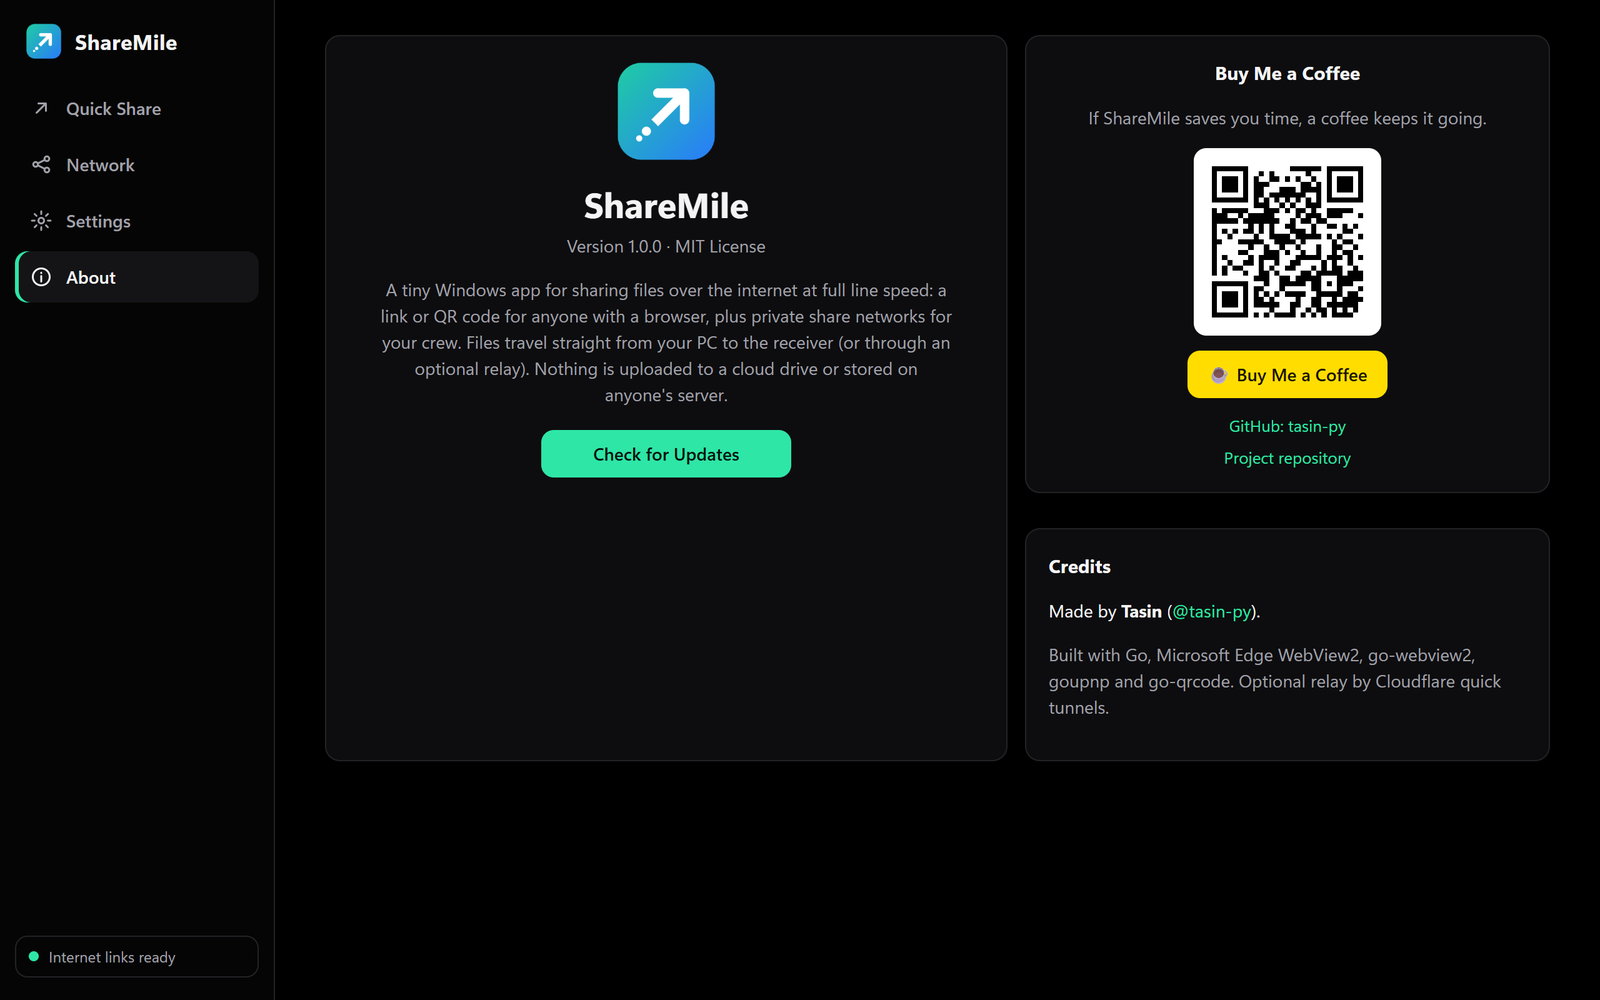 ShareMile
Quick Share
Network
Settings
About
Internet links ready
ShareMile
Version 1.0.0 · MIT License
A tiny Windows app for sharing files over the internet at full line speed: a
link or QR code for anyone with a browser, plus private share networks for
your crew. Files travel straight from your PC to the receiver (or through an
optional relay). Nothing is uploaded to a cloud drive or stored on
anyone's server.
Check for Updates
Buy Me a Coffee
If ShareMile saves you time, a coffee keeps it going.
Buy Me a Coffee
GitHub: tasin-py
Project repository
Credits
Made by Tasin (@tasin-py).
Built with Go, Microsoft Edge WebView2, go-webview2,
goupnp and go-qrcode. Optional relay by Cloudflare quick
tunnels.